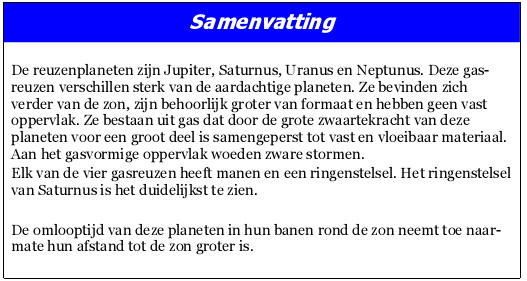 Samenvatting
De reuzenplaneten zijn Jupiter, Saturnus, Uranus en Neptunus. Deze gas-
reuzen verschillen sterk van de aardachtige planeten. Ze bevinden zich
verder van de zon, zijn behoorlijk groter van formaat en hebben geen vast
oppervlak. Ze bestaan uit gas dat door de grote zwaartekracht van deze
planeten voor een groot deel is samengeperst tot vast en vloeibaar materiaal.
Aan het gasvormige oppervlak woeden zware stormen.
Elk van de vier gasreuzen heeft manen en een ringenstelsel. Het ringenstelsel
van Saturnus is het duidelijkst te zien.
De omlooptijd van deze planeten in hun banen rond de zon neemt toe naar-
mate hun afstand tot de zon groter is.